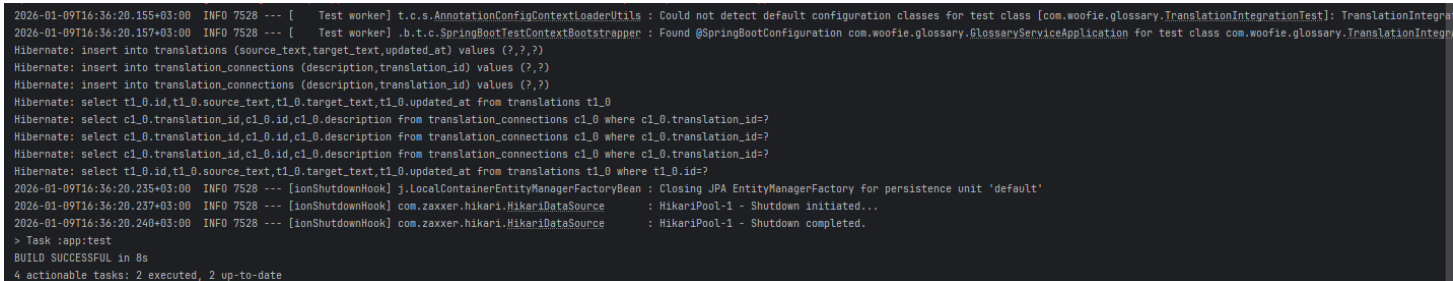 2026-01-09T16:36:20.155+03:00  INFO 7528 --- [    Test worker] t.c.s.AnnotationConfigContextLoaderUtils : Could not detect default configuration classes for test class [com.woofie.glossary.TranslationIntegrationTest]: TranslationIntegra
2026-01-09T16:36:20.157+03:00  INFO 7528 --- [    Test worker] .b.t.c.SpringBootTestContextBootstrapper : Found @SpringBootConfiguration com.woofie.glossary.GlossaryServiceApplication for test class com.woofie.glossary.TranslationIntegra
Hibernate: insert into translations (source_text,target_text,updated_at) values (?,?,?)
Hibernate: insert into translation_connections (description,translation_id) values (?,?)
Hibernate: insert into translation_connections (description,translation_id) values (?,?)
Hibernate: select t1_0.id,t1_0.source_text,t1_0.target_text,t1_0.updated_at from translations t1_0
Hibernate: select c1_0.translation_id,c1_0.id,c1_0.description from translation_connections c1_0 where c1_0.translation_id=?
Hibernate: select c1_0.translation_id,c1_0.id,c1_0.description from translation_connections c1_0 where c1_0.translation_id=?
Hibernate: select c1_0.translation_id,c1_0.id,c1_0.description from translation_connections c1_0 where c1_0.translation_id=?
Hibernate: select t1_0.id,t1_0.source_text,t1_0.target_text,t1_0.updated_at from translations t1_0 where t1_0.id=?
2026-01-09T16:36:20.235+03:00  INFO 7528 --- [ionShutdownHook] j.LocalContainerEntityManagerFactoryBean : Closing JPA EntityManagerFactory for persistence unit 'default'
2026-01-09T16:36:20.237+03:00  INFO 7528 --- [ionShutdownHook] com.zaxxer.hikari.HikariDataSource       : HikariPool-1 - Shutdown initiated...
2026-01-09T16:36:20.240+03:00  INFO 7528 --- [ionShutdownHook] com.zaxxer.hikari.HikariDataSource       : HikariPool-1 - Shutdown completed.
> Task :app:test
BUILD SUCCESSFUL in 8s
4 actionable tasks: 2 executed, 2 up-to-date